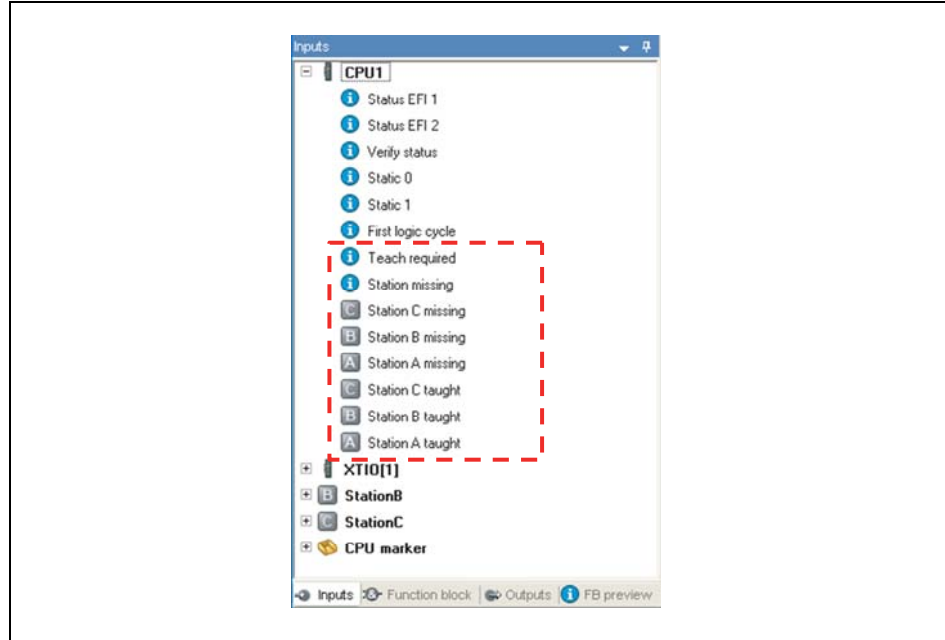 Inputs
CPU1
Status EFI 1
Status EFI 2
Verify status
Static 0
Static 1
First logic cycle
Teach required
Station missing
C Station C missing
B Station B missing
A Station A missing
C Station C taught
B Station B taught
A Station A taught
XTIO[1]
B StationB
C StationC
CPU marker
Inputs Function block Outputs FB preview